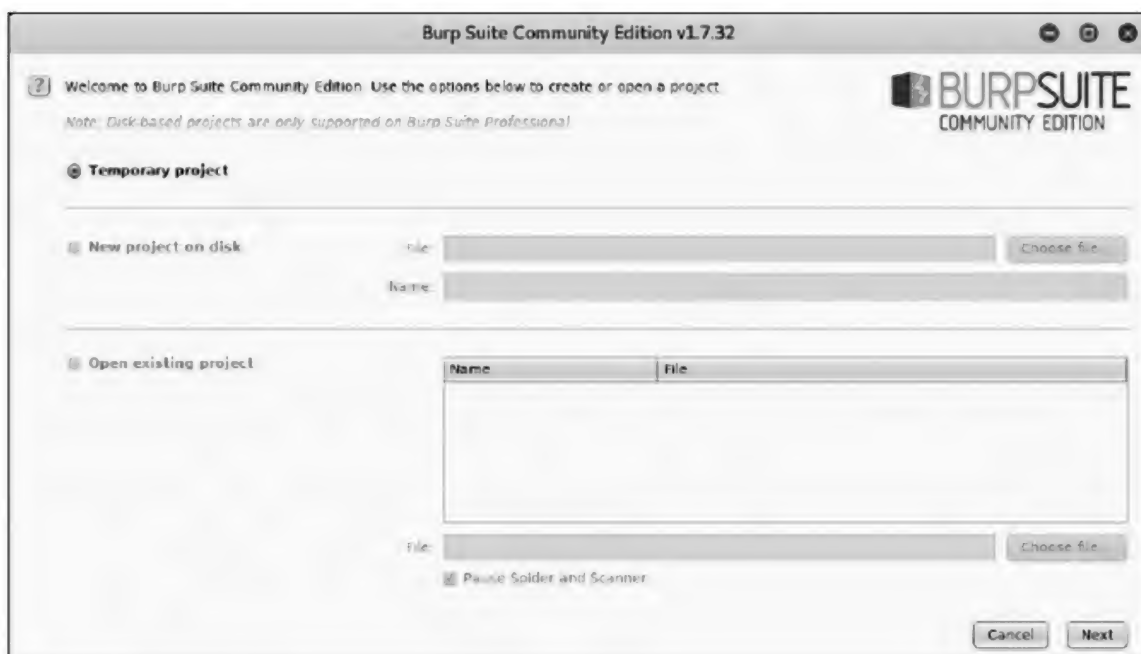 Burp Suite Community Edition v1.7.32
? Welcome to Burp Suite Community Edition. Use the options below to create or open a project.
BURPSUITE
COMMUNITY EDITION
Note: Disk-based projects are only supported on Burp Suite Professional
Temporary project
New project on disk
File:
Choose file...
Name:
Open existing project
Name File
File:
Choose file...
Pause Spider and Scanner
Cancel Next